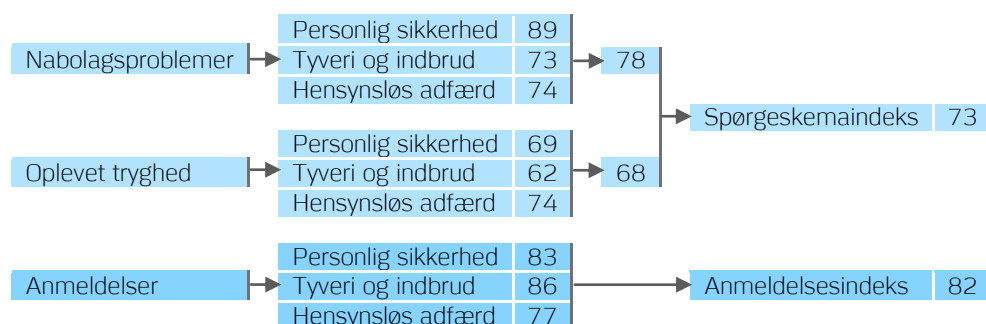 Personlig sikkerhed 89
Nabolagsproblemer Tyveri og indbrud 73 78
Hensynsløs adfærd 74
Spørgeskemaindeks 73
Personlig sikkerhed 69
Oplevet tryghed Tyveri og indbrud 62 68
Hensynsløs adfærd 74
Personlig sikkerhed 83
Anmeldelser Tyveri og indbrud 86 Anmeldelsesindeks 82
Hensynsløs adfærd 77